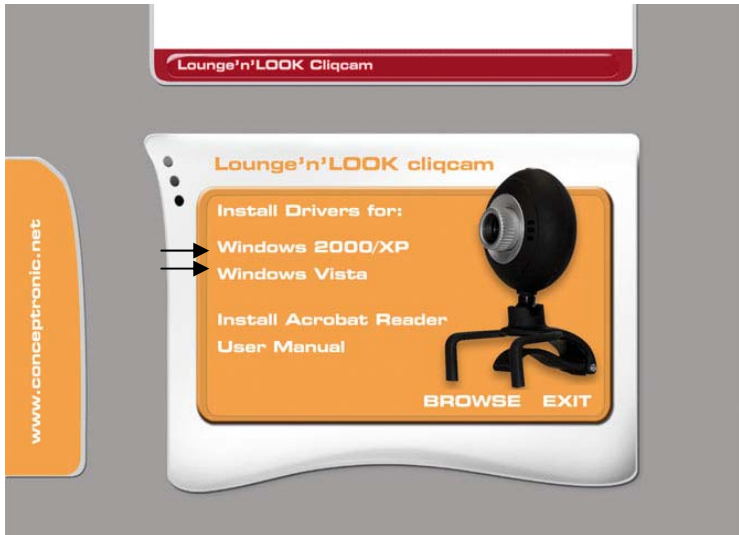 Lounge'n'LOOK Cliqcam
Lounge'n'LOOK cliqcam
Install Drivers for:
Windows 2000/XP
Windows Vista
Install Acrobat Reader
User Manual
BROWSE EXIT
www.conceptronic.net